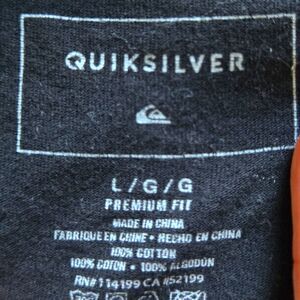 QUIKSILVER
L/G/G
PREMIUM FIT
MADE IN CHINA
FABRIQUE EN CHINE • HECHO EN CHINA
100% COTTON
100% COTON • 100% ALGODÓN
RN# 114199 CA #52199